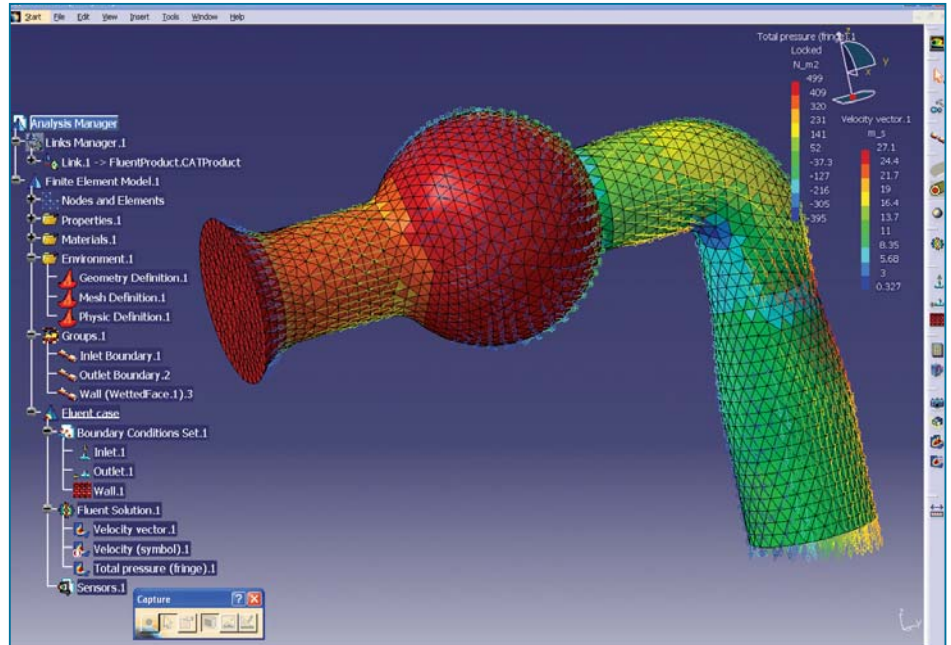 Start File Edit View Insert Tools Window Help
Total pressure (fringe).1
Locked
N_m2
499
409
320
231
141
52
-37.3
-127
-216
-305
-395
z
y
x
Velocity vector.1
m_s
27.1
24.4
21.7
19
16.4
13.7
11
8.35
5.68
3
0.327
Analysis Manager
Links Manager.1
Link.1 -> FluentProduct.CATProduct
Finite Element Model.1
Nodes and Elements
Properties.1
Materials.1
Environment.1
Geometry Definition.1
Mesh Definition.1
Physic Definition.1
Groups.1
Inlet Boundary.1
Outlet Boundary.2
Wall (WettedFace.1).3
Fluent case
Boundary Conditions Set.1
Inlet.1
Outlet.1
Wall.1
Fluent Solution.1
Velocity vector.1
Velocity (symbol).1
Total pressure (fringe).1
Sensors.1
Capture